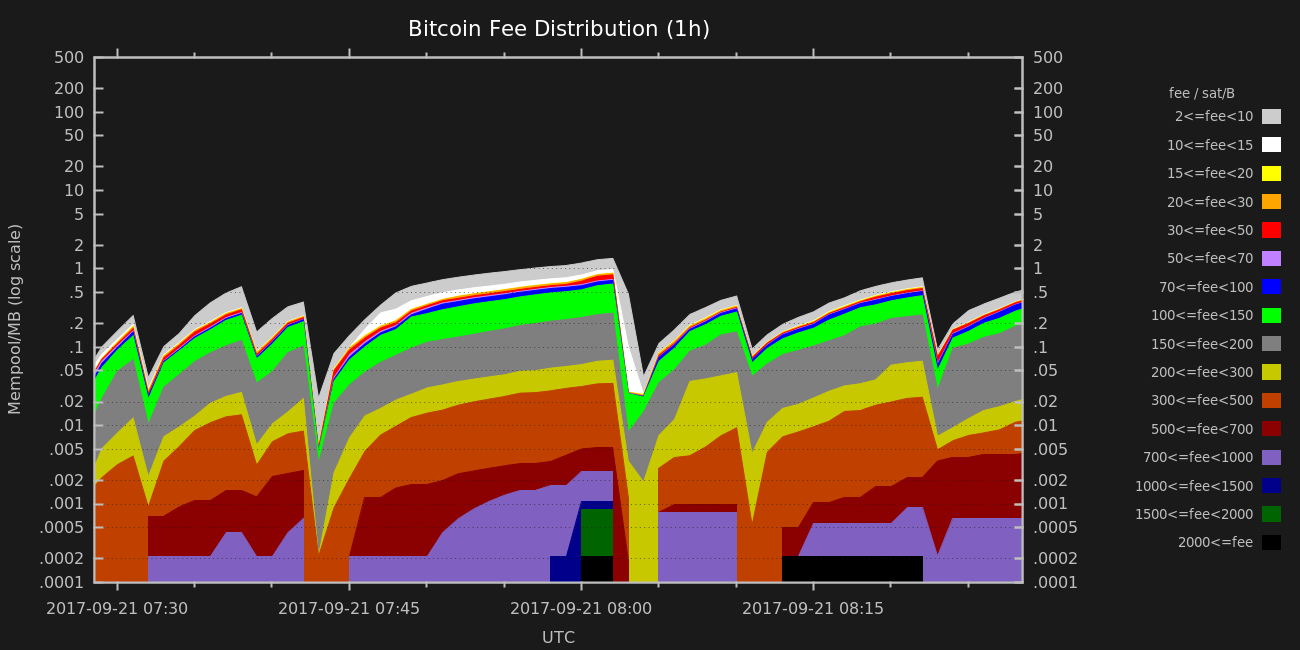 Bitcoin Fee Distribution (1h)
500 500
200 200
100 100
50 50
20 20
10 10
5 5
2 2
1 1
.5 .5
.2 .2
.1 .1
.05 .05
.02 .02
.01 .01
.005 .005
.002 .002
.001 .001
.0005 .0005
.0002 .0002
.0001 .0001
Mempool/MB (log scale)
2017-09-21 07:30 2017-09-21 07:45 2017-09-21 08:00 2017-09-21 08:15
UTC
fee / sat/B
2<=fee<10
10<=fee<15
15<=fee<20
20<=fee<30
30<=fee<50
50<=fee<70
70<=fee<100
100<=fee<150
150<=fee<200
200<=fee<300
300<=fee<500
500<=fee<700
700<=fee<1000
1000<=fee<1500
1500<=fee<2000
2000<=fee